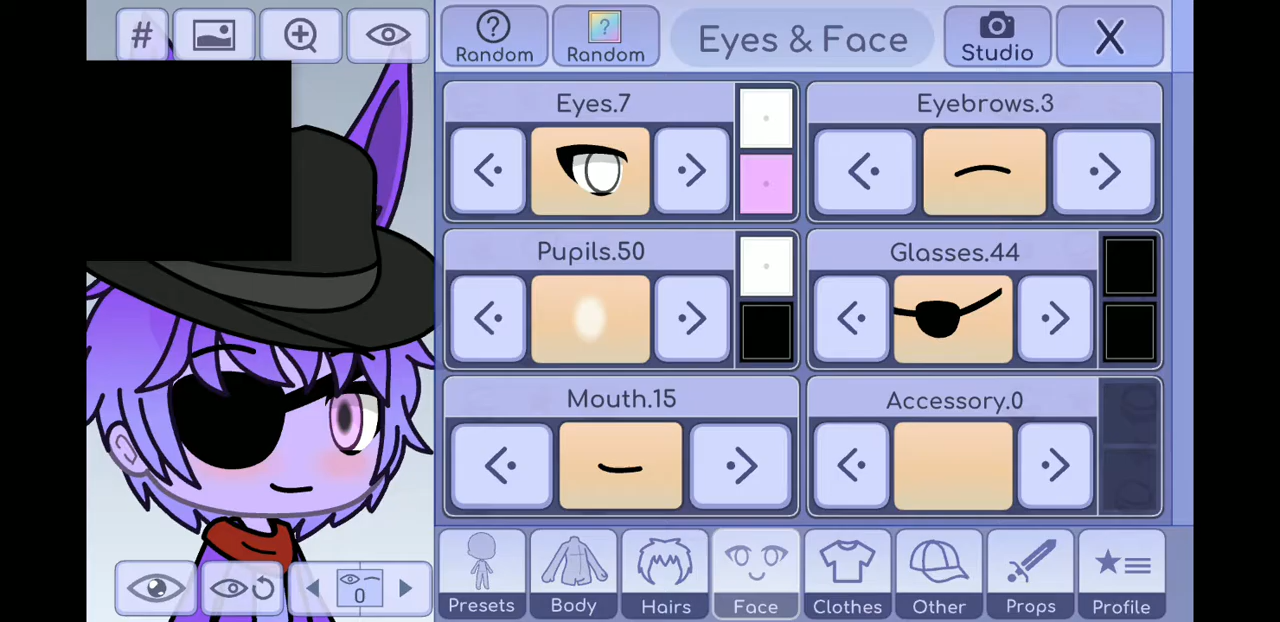 #
?
Random
?
Random
Eyes & Face
Studio
X
Eyes.7
Eyebrows.3
Pupils.50
Glasses.44
Mouth.15
Accessory.0
0
Presets
Body
Hairs
Face
Clothes
Other
Props
Profile